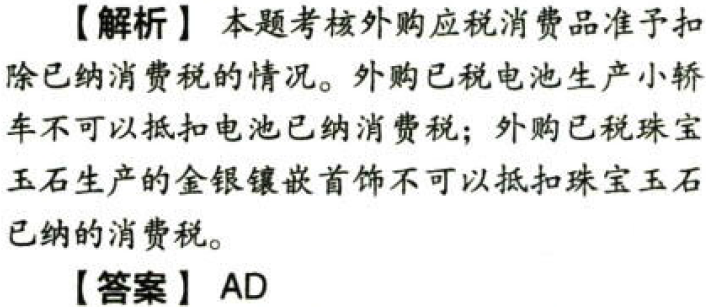 【解析】 本题考核外购应税消费品准予扣
除已纳消费税的情况。外购已税电池生产小轿
车不可以抵扣电池已纳消费税；外购已税珠宝
玉石生产的金银镶嵌首饰不可以抵扣珠宝玉石
已纳的消费税。
【答案】 AD